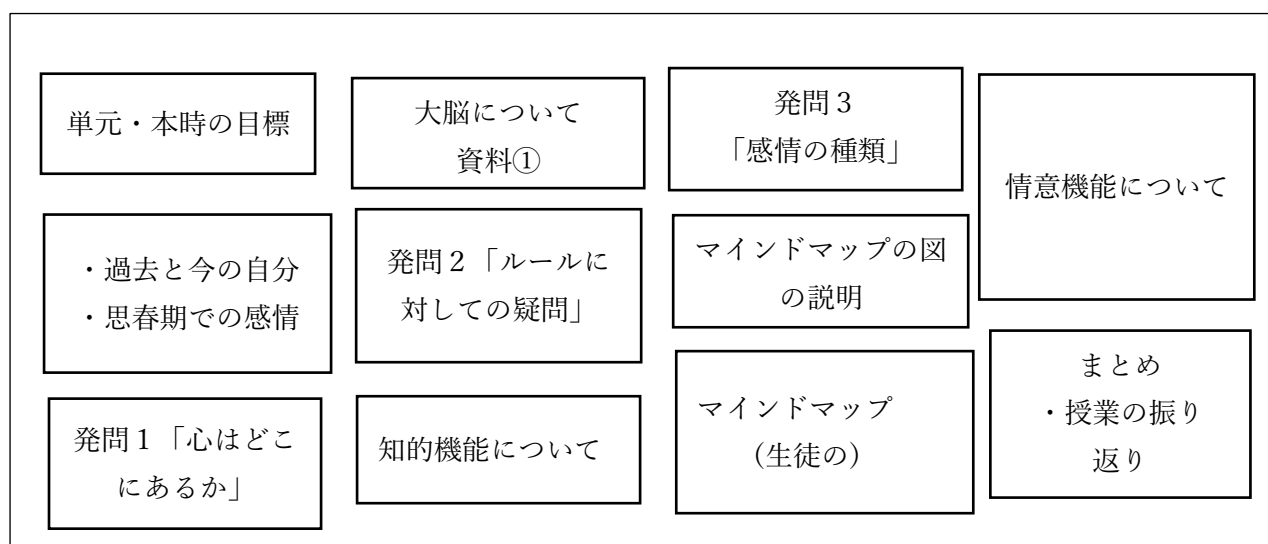 単元・本時の目標
・過去と今の自分
・思春期での感情
発問１「心はどこ
にあるか」
大脳について
資料①
発問２「ルールに
対しての疑問」
知的機能について
発問３
「感情の種類」
マインドマップの図
の説明
マインドマップ
（生徒の）
情意機能について
まとめ
・授業の振り
返り